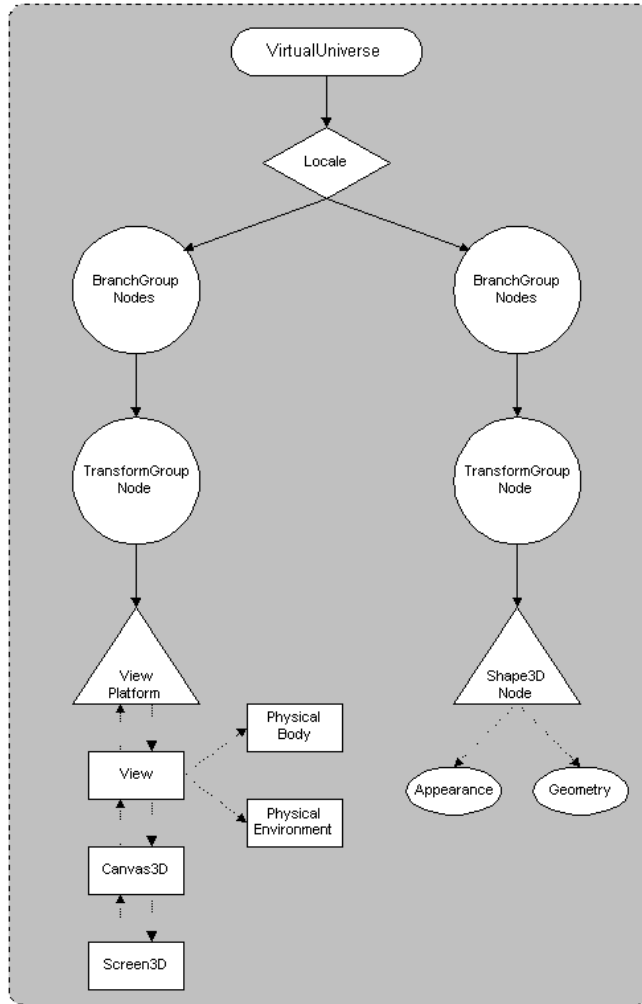 VirtualUniverse
Locale
BranchGroup
Nodes
BranchGroup
Nodes
TransformGroup
Node
TransformGroup
Node
View
Platform
Shape3D
Node
Physical
Body
View
Appearance
Geometry
Physical
Environment
Canvas3D
Screen3D